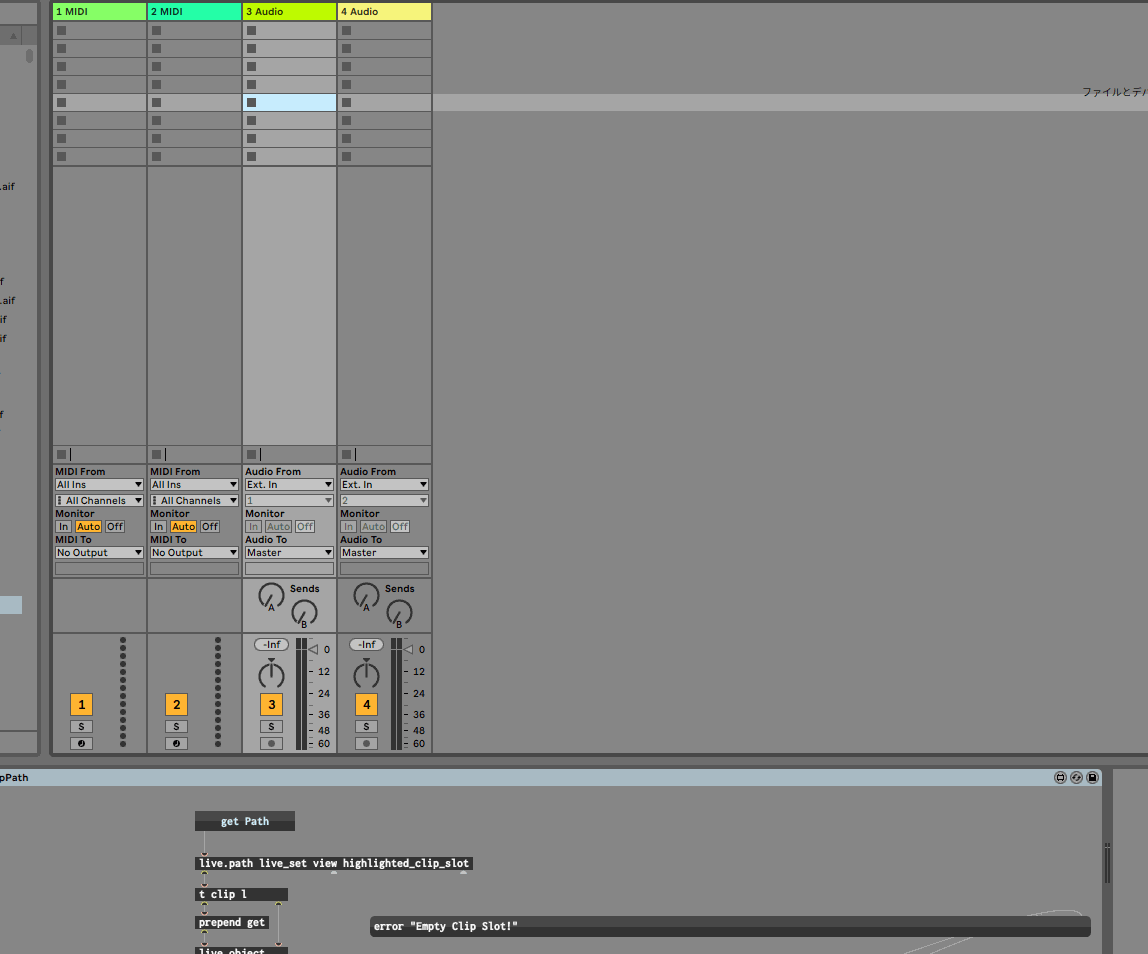 1 MIDI
2 MIDI
3 Audio
4 Audio
ファイルとデバ
.aif
f
.aif
if
if
f
MIDI From
MIDI From
Audio From
Audio From
All Ins
All Ins
Ext. In
Ext. In
All Channels
All Channels
1
2
Monitor
Monitor
Monitor
Monitor
In Auto Off
In Auto Off
In Auto Off
In Auto Off
MIDI To
MIDI To
Audio To
Audio To
No Output
No Output
Master
Master
Sends
Sends
A
A
B
B
-Inf
-Inf
0
0
12
12
24
24
1
2
3
4
36
36
S
S
S
S
48
48
60
60
pPath
get Path
live.path live_set view highlighted_clip_slot
t clip l
prepend get
error "Empty Clip Slot!"
live.object